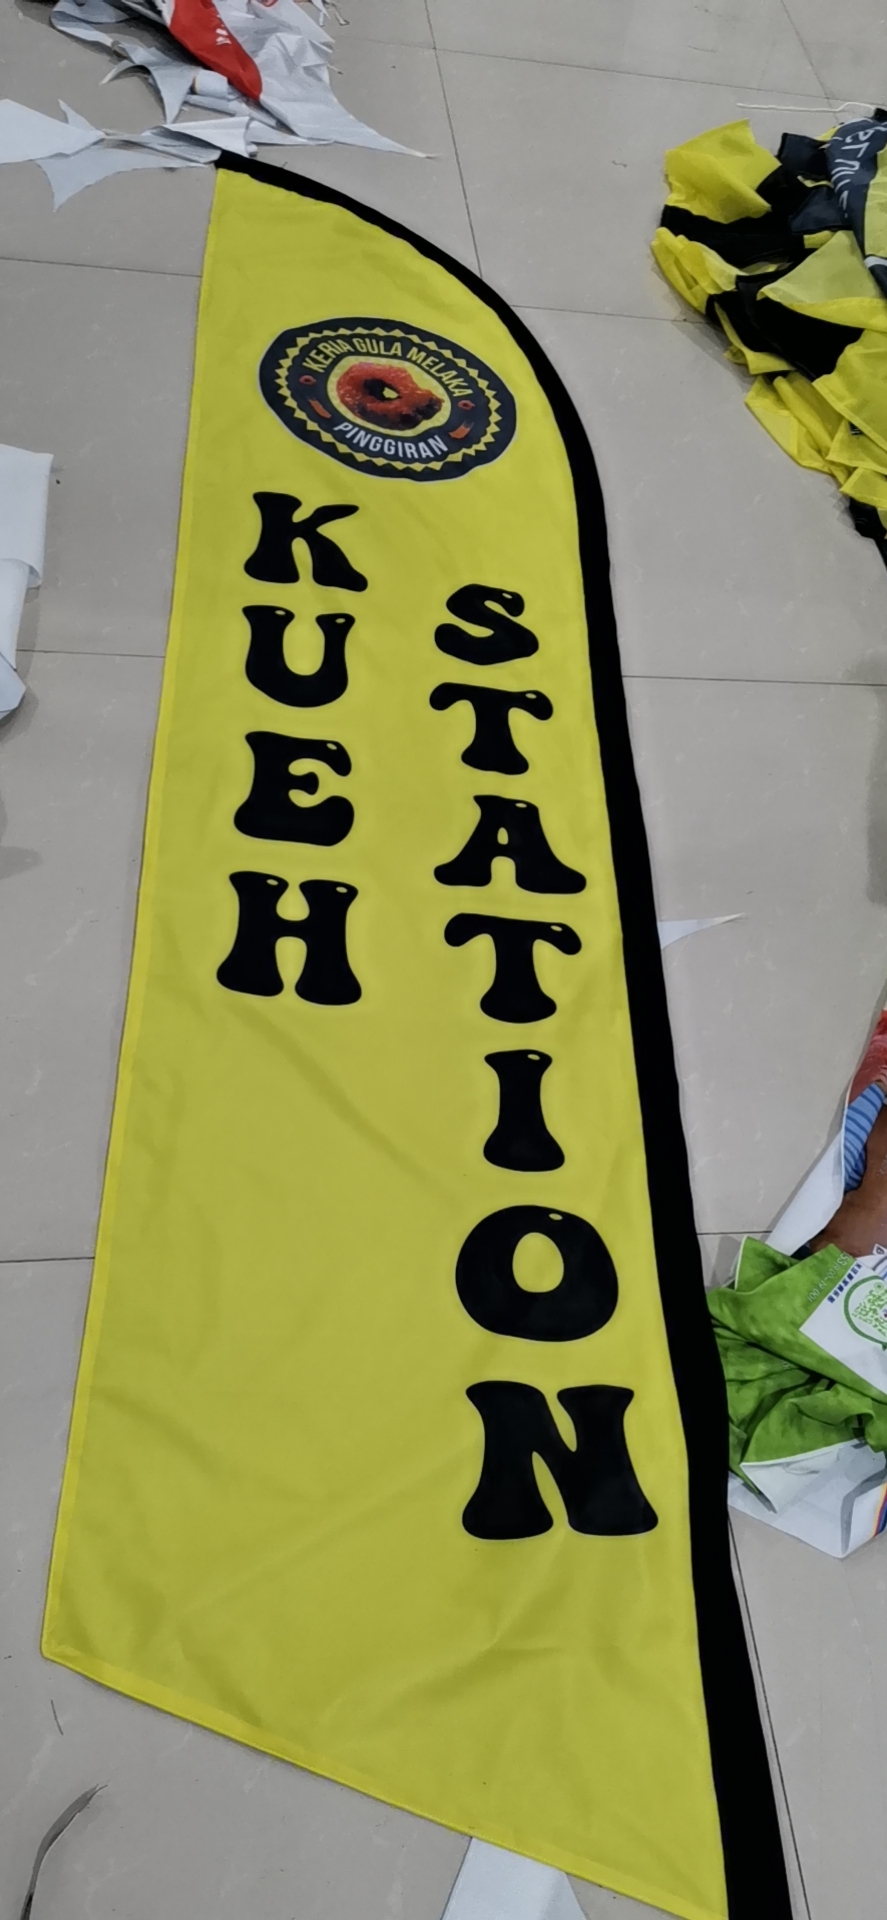 KERIA GULA MELAKA
PINGGIRAN
KUEH
STATION